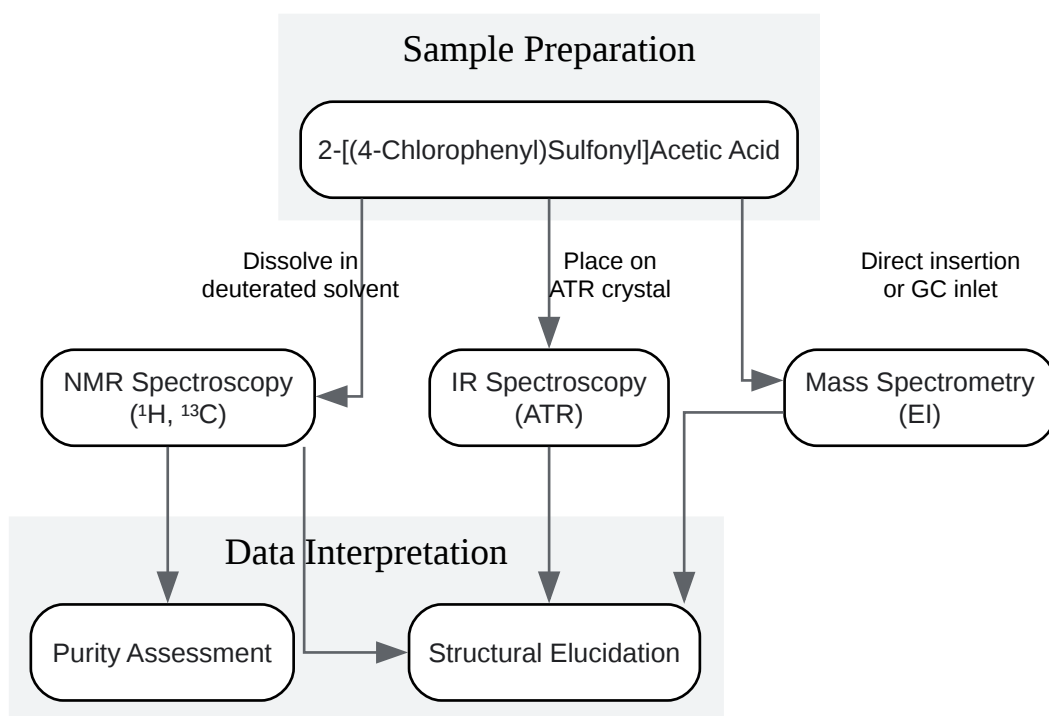 Sample Preparation
2-[(4-Chlorophenyl)Sulfonyl]Acetic Acid
Dissolve in
deuterated solvent
Place on
ATR crystal
Direct insertion
or GC inlet
NMR Spectroscopy
(¹H, ¹³C)
IR Spectroscopy
(ATR)
Mass Spectrometry
(EI)
Data Interpretation
Purity Assessment
Structural Elucidation